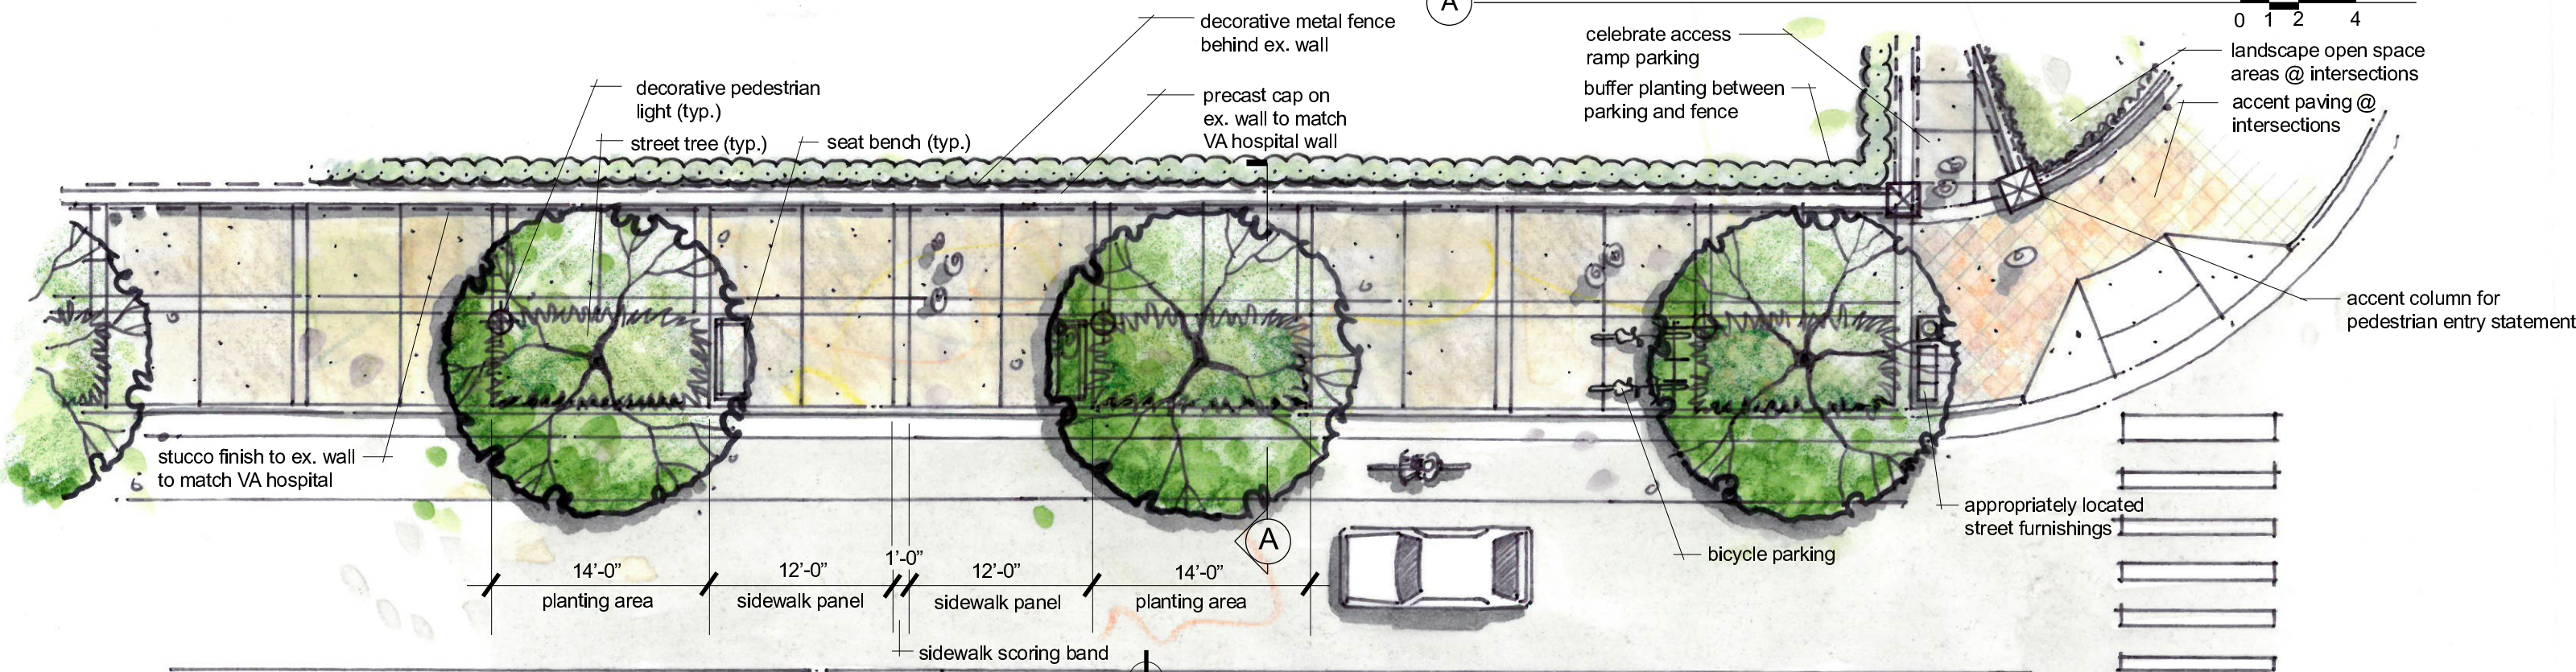 A
0 1 2 4
decorative metal fence
behind ex. wall
celebrate access
ramp parking
landscape open space
areas @ intersections
decorative pedestrian
light (typ.)
precast cap on
ex. wall to match
VA hospital wall
buffer planting between
parking and fence
accent paving @
intersections
street tree (typ.)
seat bench (typ.)
accent column for
pedestrian entry statement
stucco finish to ex. wall
to match VA hospital
appropriately located
street furnishings
A
bicycle parking
14'-0”
planting area
12'-0”
sidewalk panel
1'-0”
12'-0”
sidewalk panel
14'-0”
planting area
sidewalk scoring band